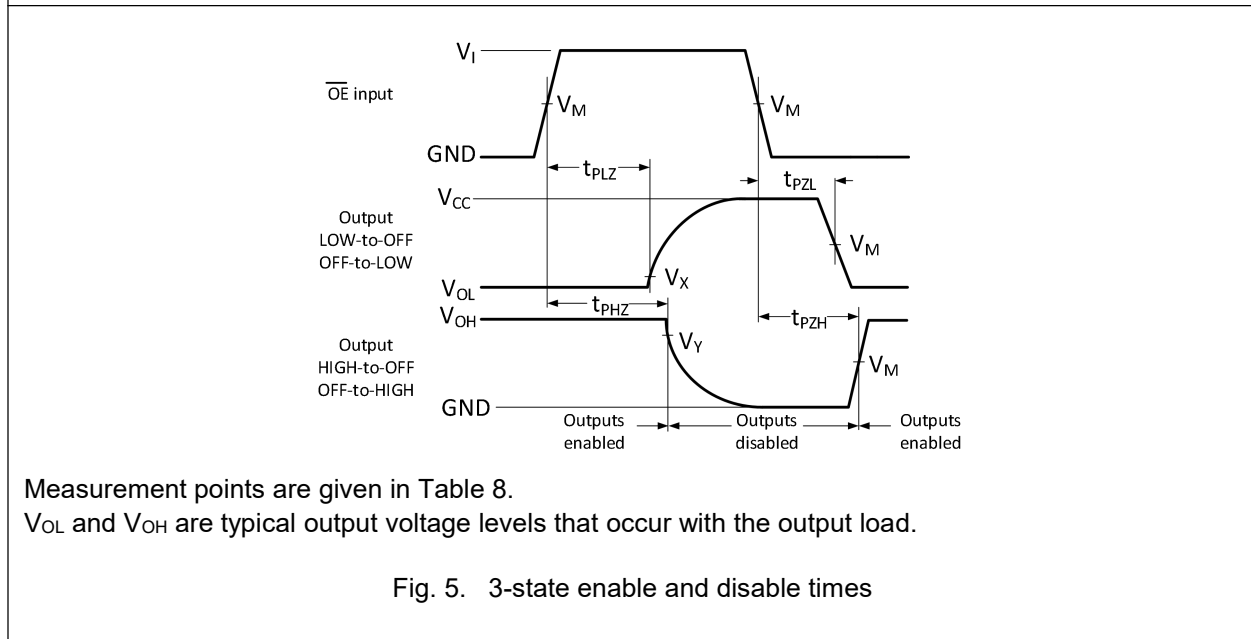 V_I
OE input
V_M
V_M
GND
t_PLZ
t_PZL
V_CC
Output
LOW-to-OFF
OFF-to-LOW
V_M
V_X
V_OL
t_PHZ
V_OH
t_PZH
V_Y
Output
HIGH-to-OFF
OFF-to-HIGH
V_M
GND
Outputs
enabled
Outputs
disabled
Outputs
enabled
Measurement points are given in Table 8.
V_OL and V_OH are typical output voltage levels that occur with the output load.
Fig. 5. 3-state enable and disable times